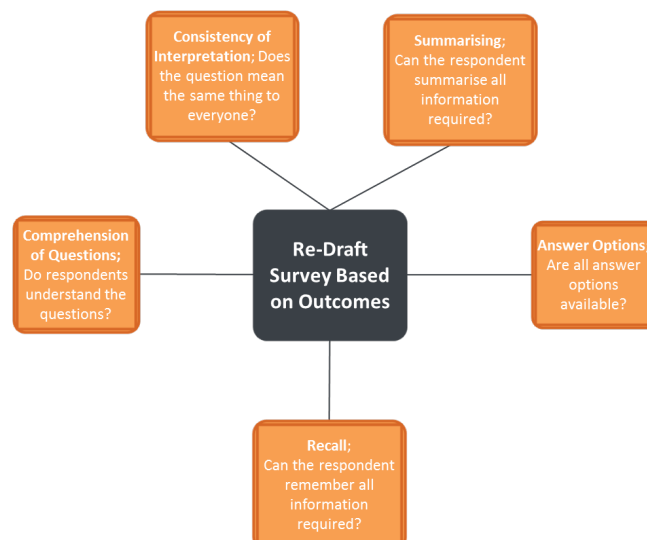 Consistency of
Interpretation; Does
the question mean
the same thing to
everyone?
Summarising;
Can the respondent
summarise all
information
required?
Comprehension
of Questions;
Do respondents
understand the
questions?
Re-Draft
Survey Based
on Outcomes
Answer Options;
Are all answer
options
available?
Recall;
Can the respondent
remember all
information
required?